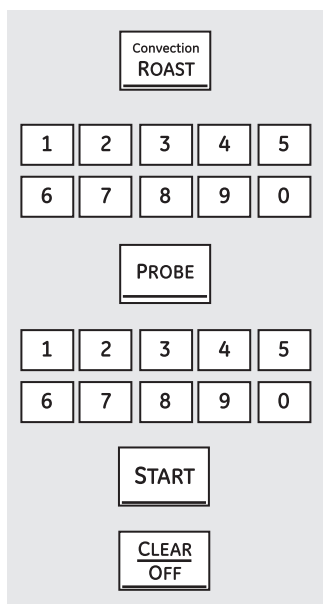 Convection
ROAST
1 2 3 4 5
6 7 8 9 0
PROBE
1 2 3 4 5
6 7 8 9 0
START
CLEAR
OFF